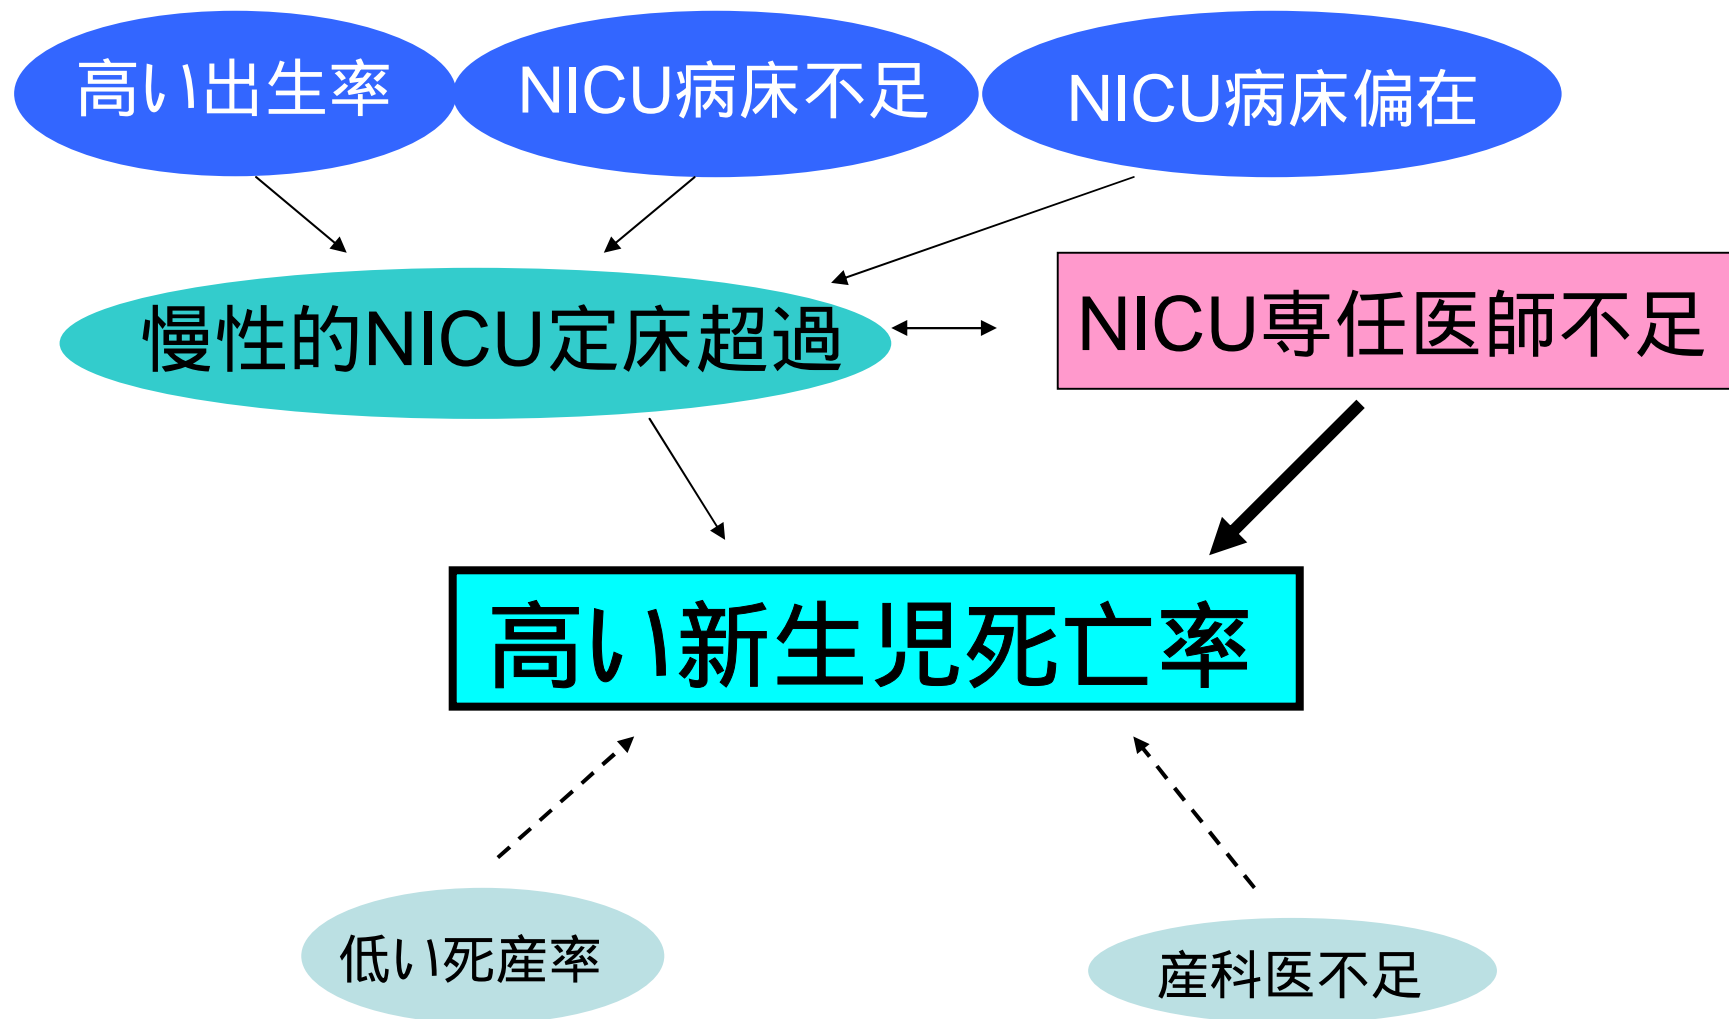 高い出生率
NICU病床不足
NICU病床偏在
慢性的NICU定床超過
NICU専任医師不足
高い新生児死亡率
低い死産率
産科医不足